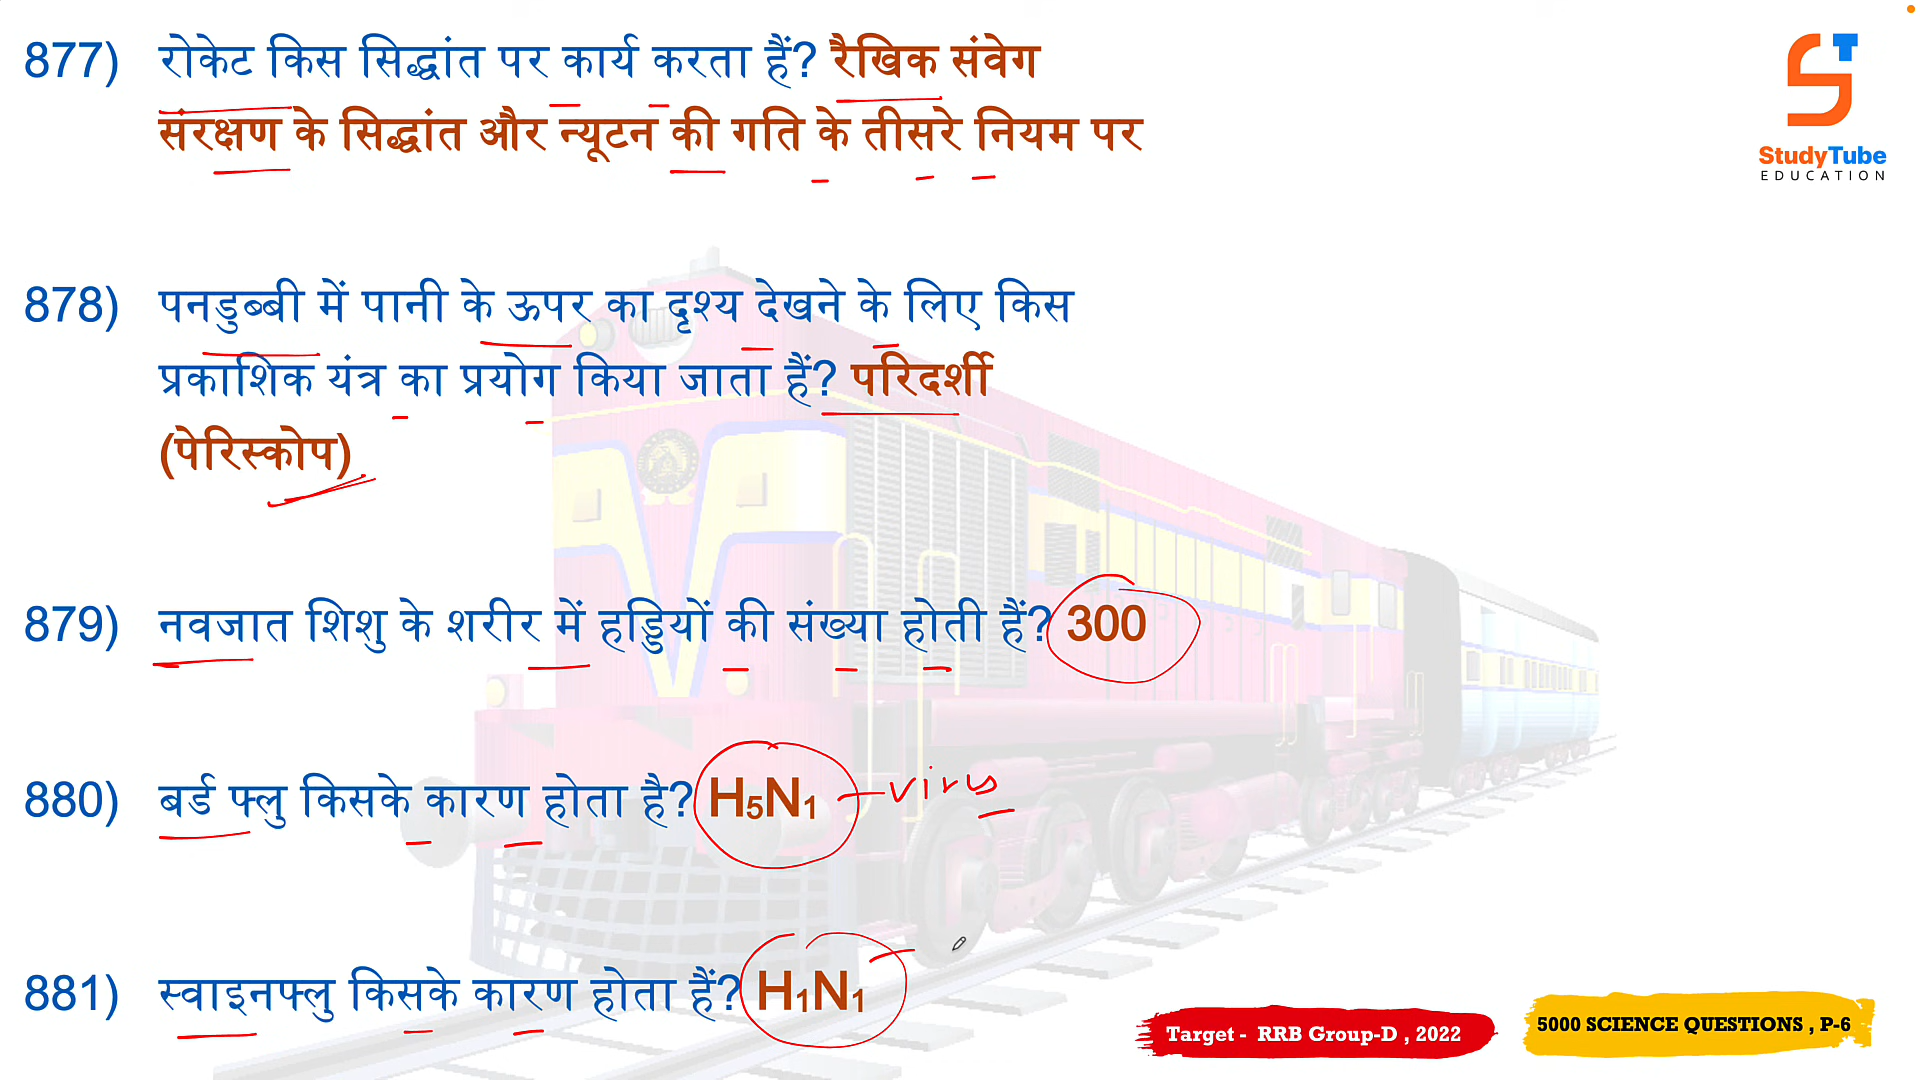 877) रोकेट किस सिद्धांत पर कार्य करता हैं? रैखिक संवेग
संरक्षण के सिद्धांत और न्यूटन की गति के तीसरे नियम पर
StudyTube
EDUCATION
878) पनडुब्बी में पानी के ऊपर का दृश्य देखने के लिए किस
प्रकाशिक यंत्र का प्रयोग किया जाता हैं? परिदर्शी
(पेरिस्कोप)
879) नवजात शिशु के शरीर में हड्डियों की संख्या होती हैं? 300
880) बर्ड फ्लु किसके कारण होता है? H₅N₁ virus
881) स्वाइनफ्लु किसके कारण होता हैं? H₁N₁
Target - RRB Group-D , 2022
5000 SCIENCE QUESTIONS , P-6